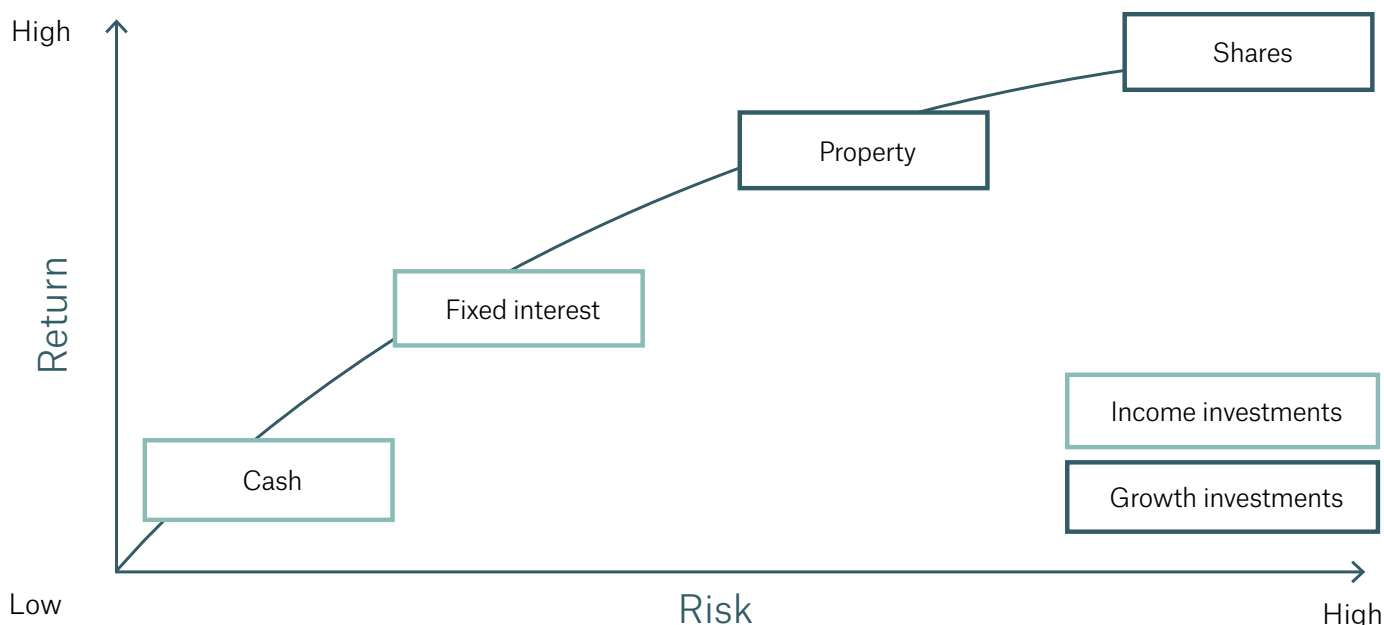 High
Shares
Property
Return
Fixed interest
Income investments
Cash
Growth investments
Low
Risk
High